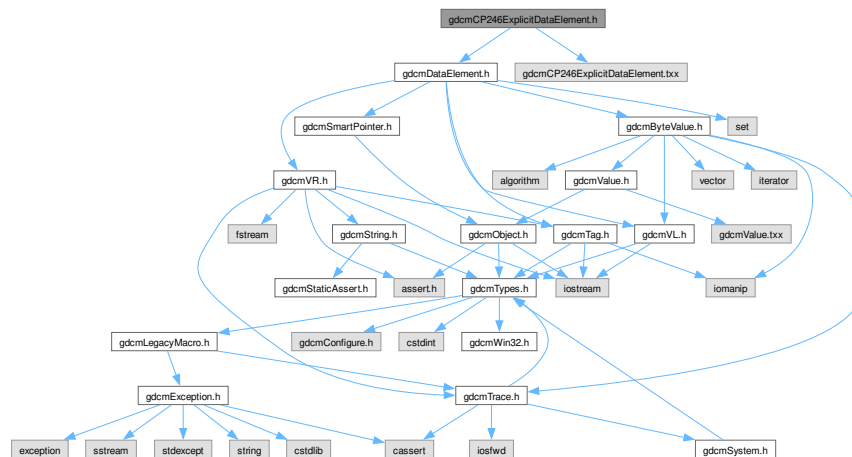 gdcmCP246ExplicitDataElement.h
gdcmDataElement.h
gdcmCP246ExplicitDataElement.txx
gdcmSmartPointer.h
gdcmByteValue.h
set
gdcmVR.h
algorithm
gdcmValue.h
vector
iterator
fstream
gdcmString.h
gdcmObject.h
gdcmTag.h
gdcmVL.h
gdcmValue.txx
gdcmStaticAssert.h
assert.h
gdcmTypes.h
iostream
iomanip
gdcmLegacyMacro.h
gdcmConfigure.h
cstdint
gdcmWin32.h
gdcmException.h
gdcmTrace.h
exception
sstream
stdexcept
string
cstdlib
cassert
iosfwd
gdcmSystem.h